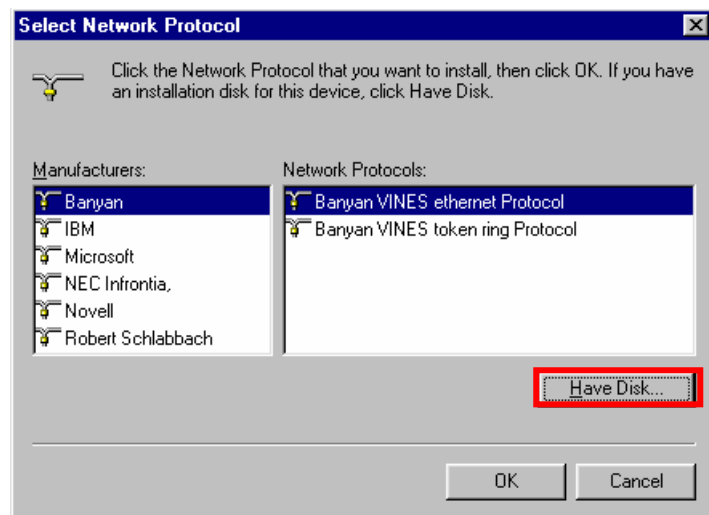 Select Network Protocol
Click the Network Protocol that you want to install, then click OK. If you have
an installation disk for this device, click Have Disk.
Manufacturers:
Banyan
IBM
Microsoft
NEC Infrontia,
Novell
Robert Schlabbach
Network Protocols:
Banyan VINES ethernet Protocol
Banyan VINES token ring Protocol
Have Disk...
OK
Cancel